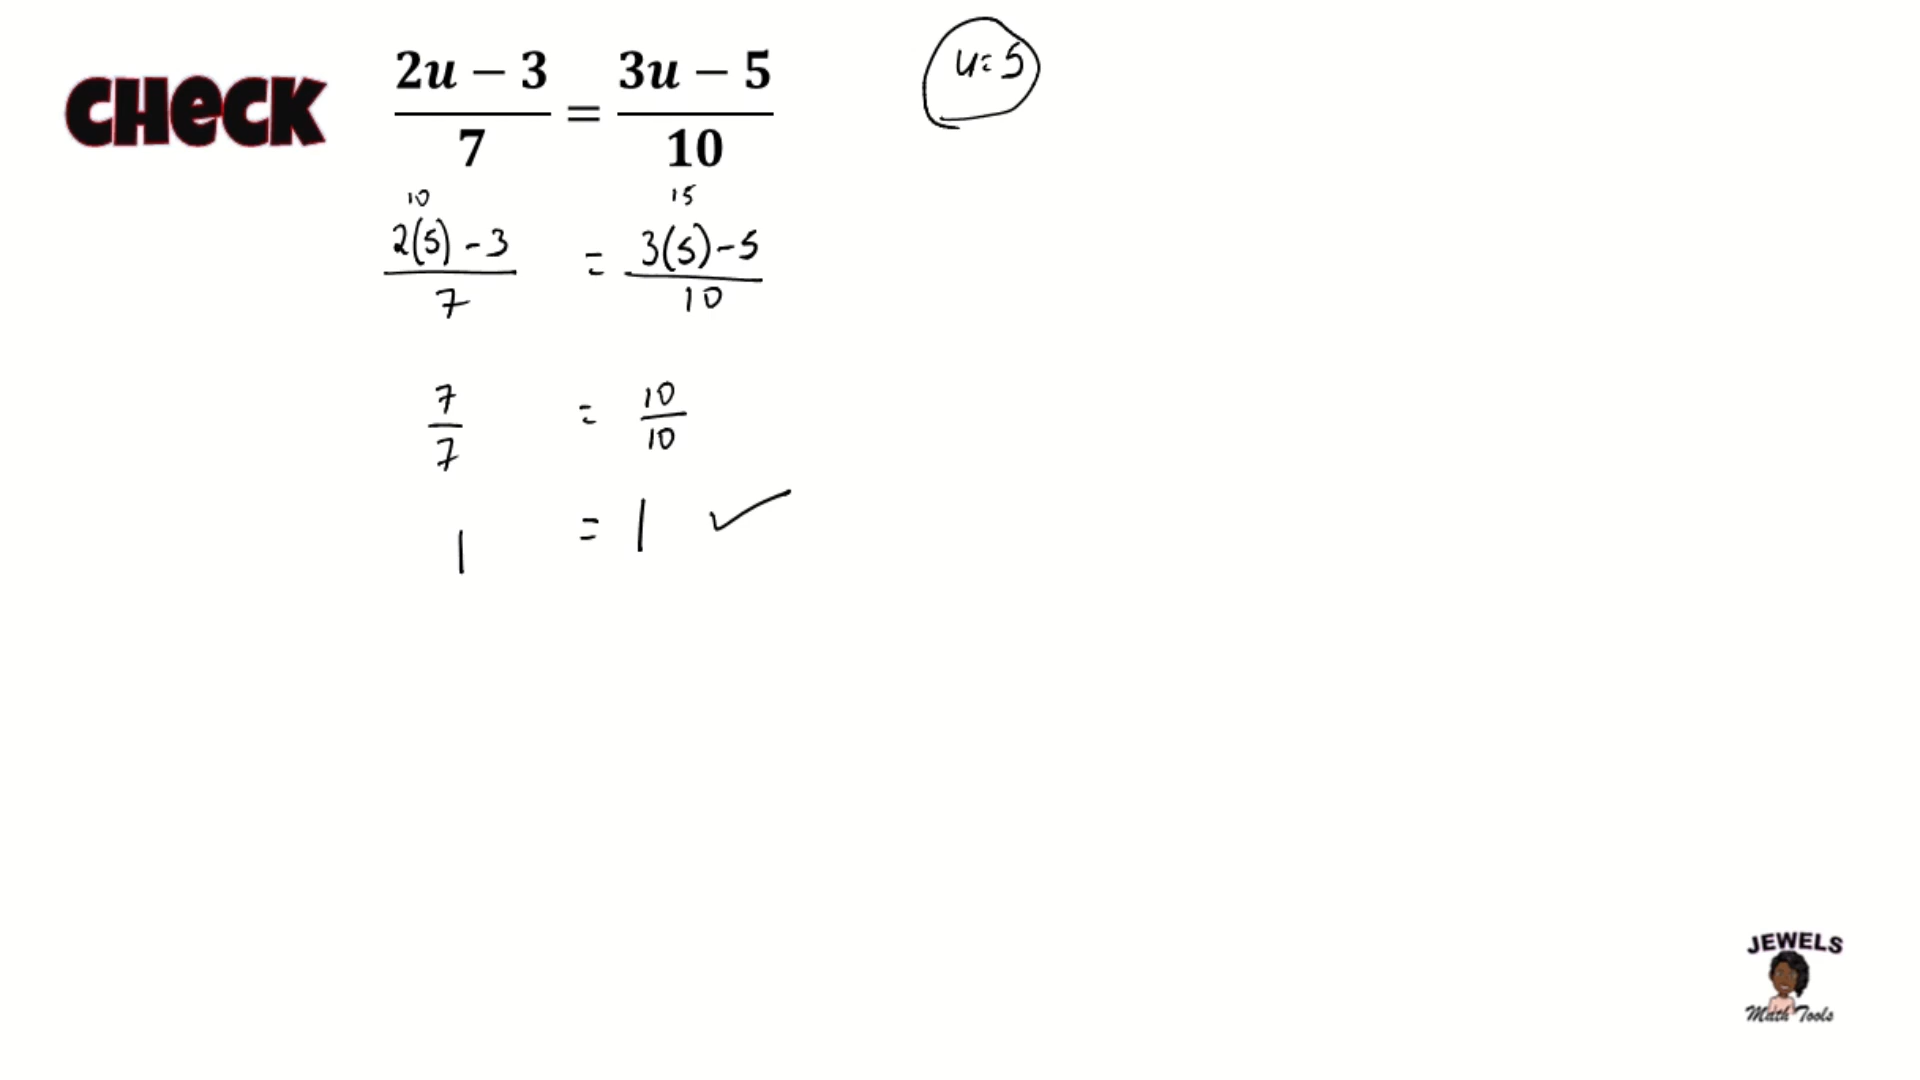 CHeCK
2u − 3 / 7 = 3u − 5 / 10
u = 5
10 15
2(5) - 3 / 7 = 3(5) - 5 / 10
7/7 = 10/10
1 = 1 ✓
JEWELS
Math Tools